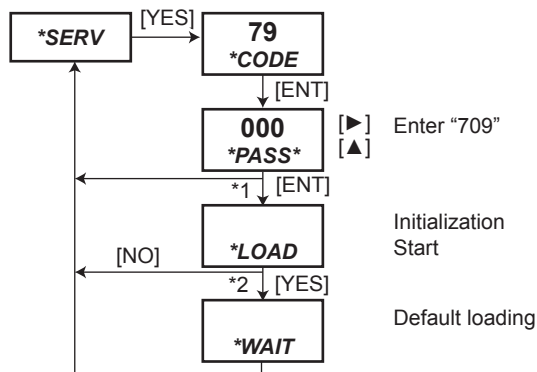 *SERV
[YES]
79
*CODE
[ENT]
000
*PASS*
[►]
[▲]
Enter “709”
*1
[ENT]
*LOAD
Initialization
Start
[NO]
*2
[YES]
*WAIT
Default loading